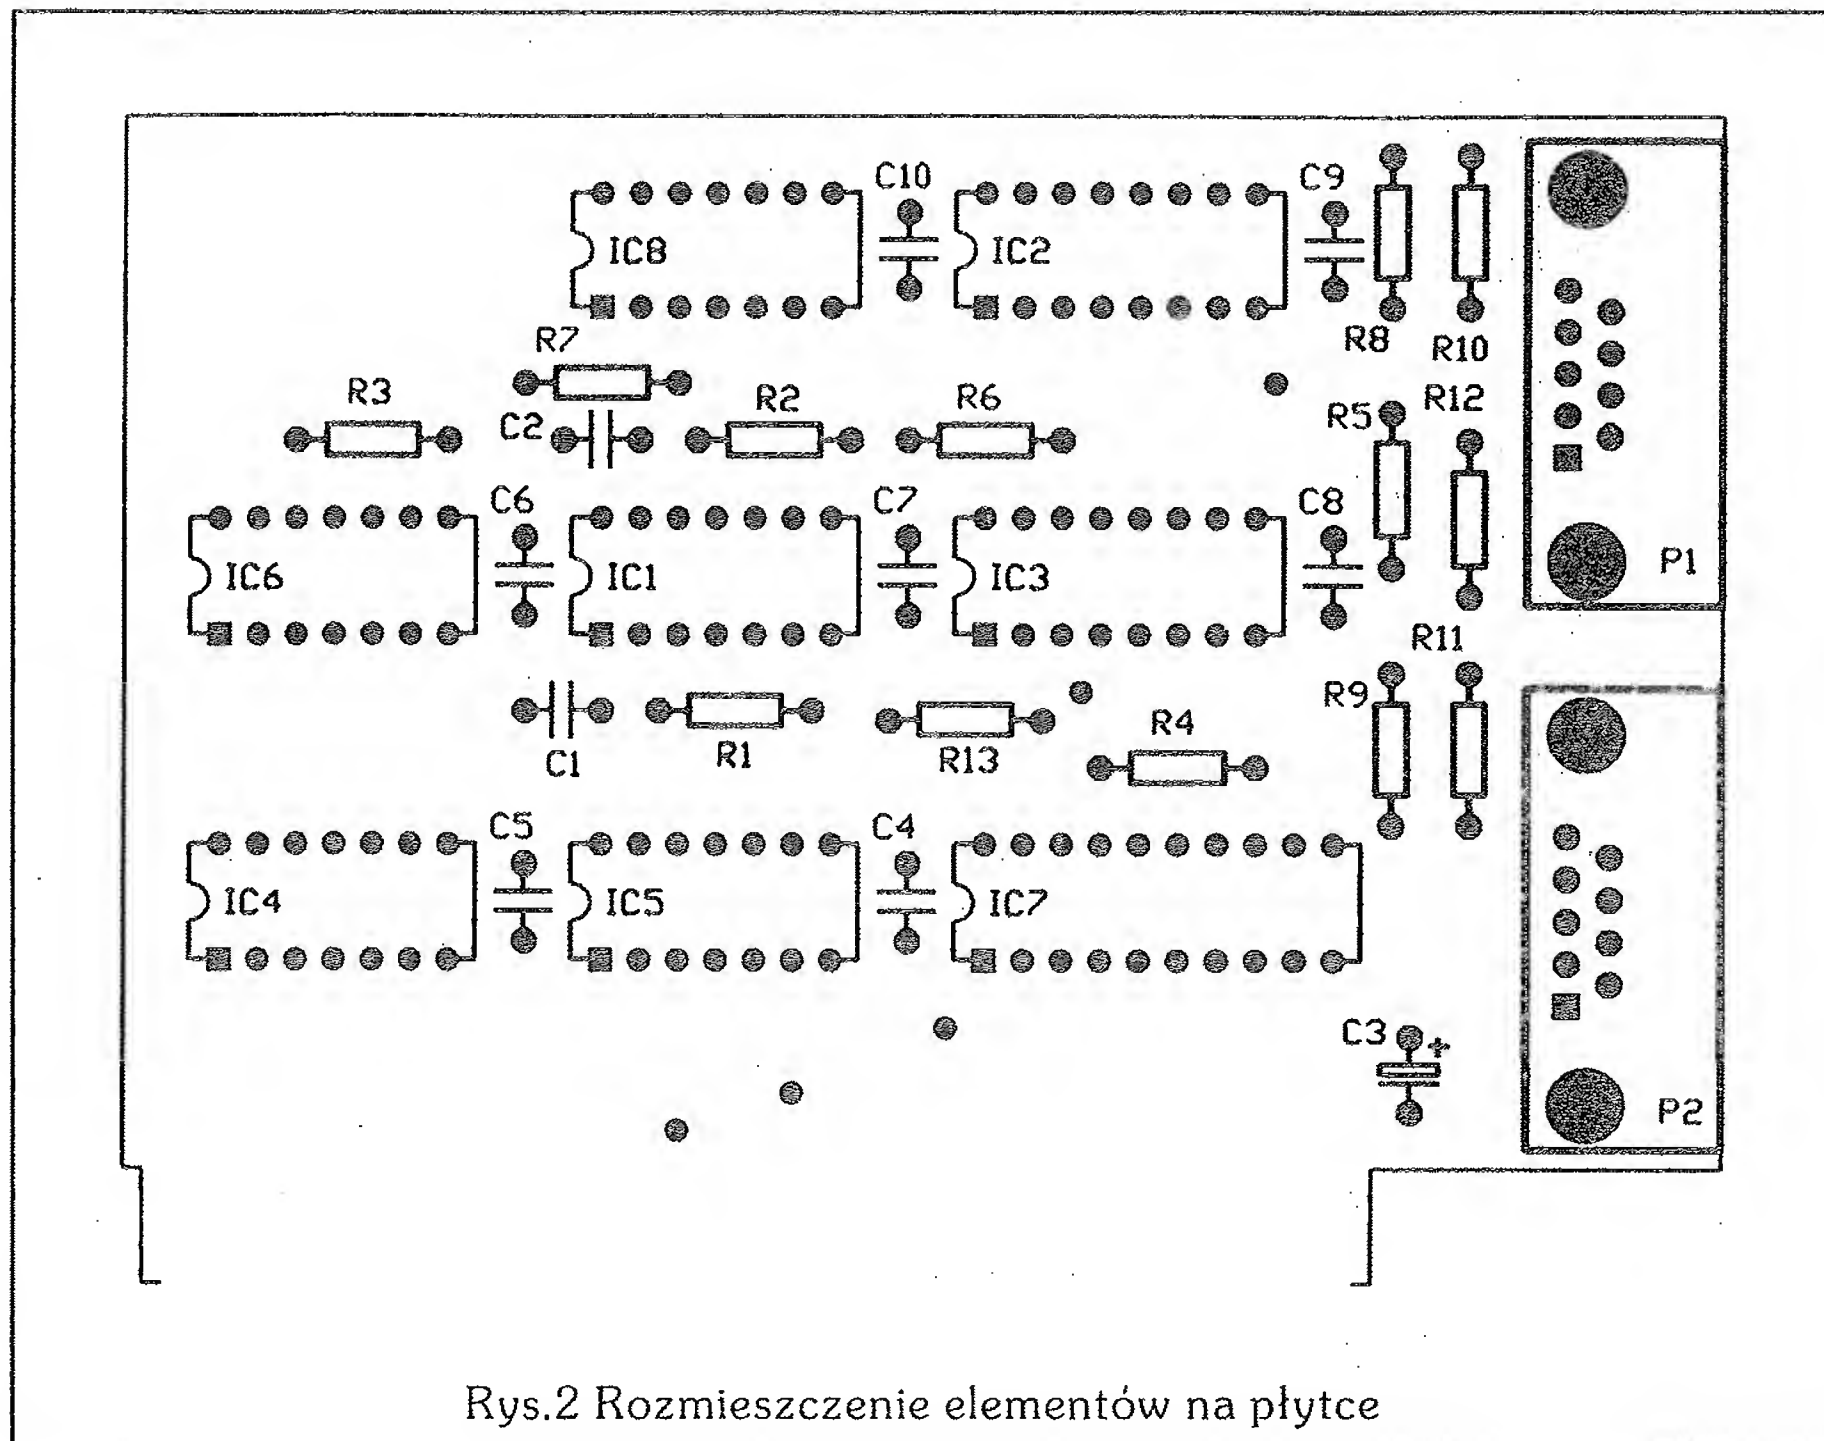 C10
C9
IC8
IC2
R7
R8
R10
R3
C2
R2
R6
R5
R12
C6
C7
C8
IC6
IC1
IC3
P1
R11
R9
C1
R1
R13
R4
C5
C4
IC4
IC5
IC7
C3
+
P2
Rys.2 Rozmieszczenie elementów na płytce